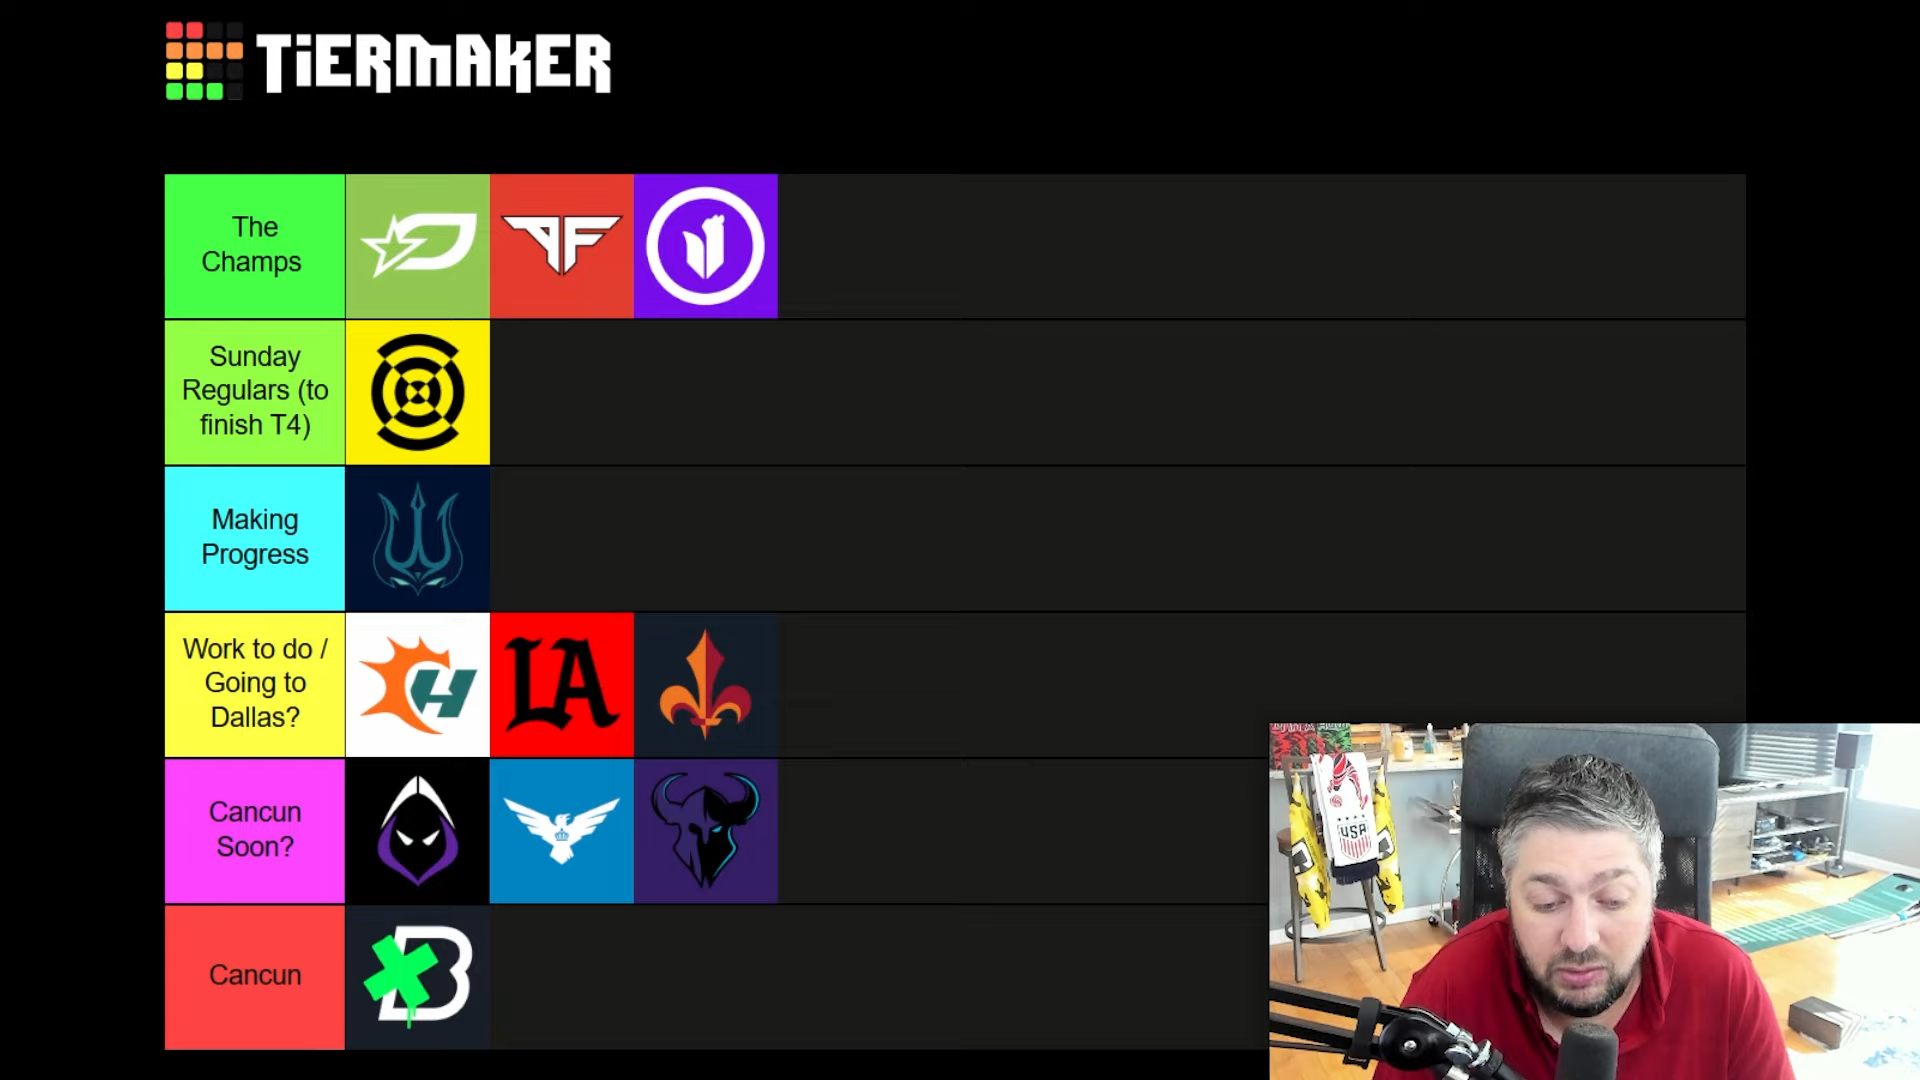 TiERMAKER
The
Champs
Sunday
Regulars (to
finish T4)
Making
Progress
Work to do /
Going to
Dallas?
H
LA
Cancun
Soon?
USA
Cancun
B